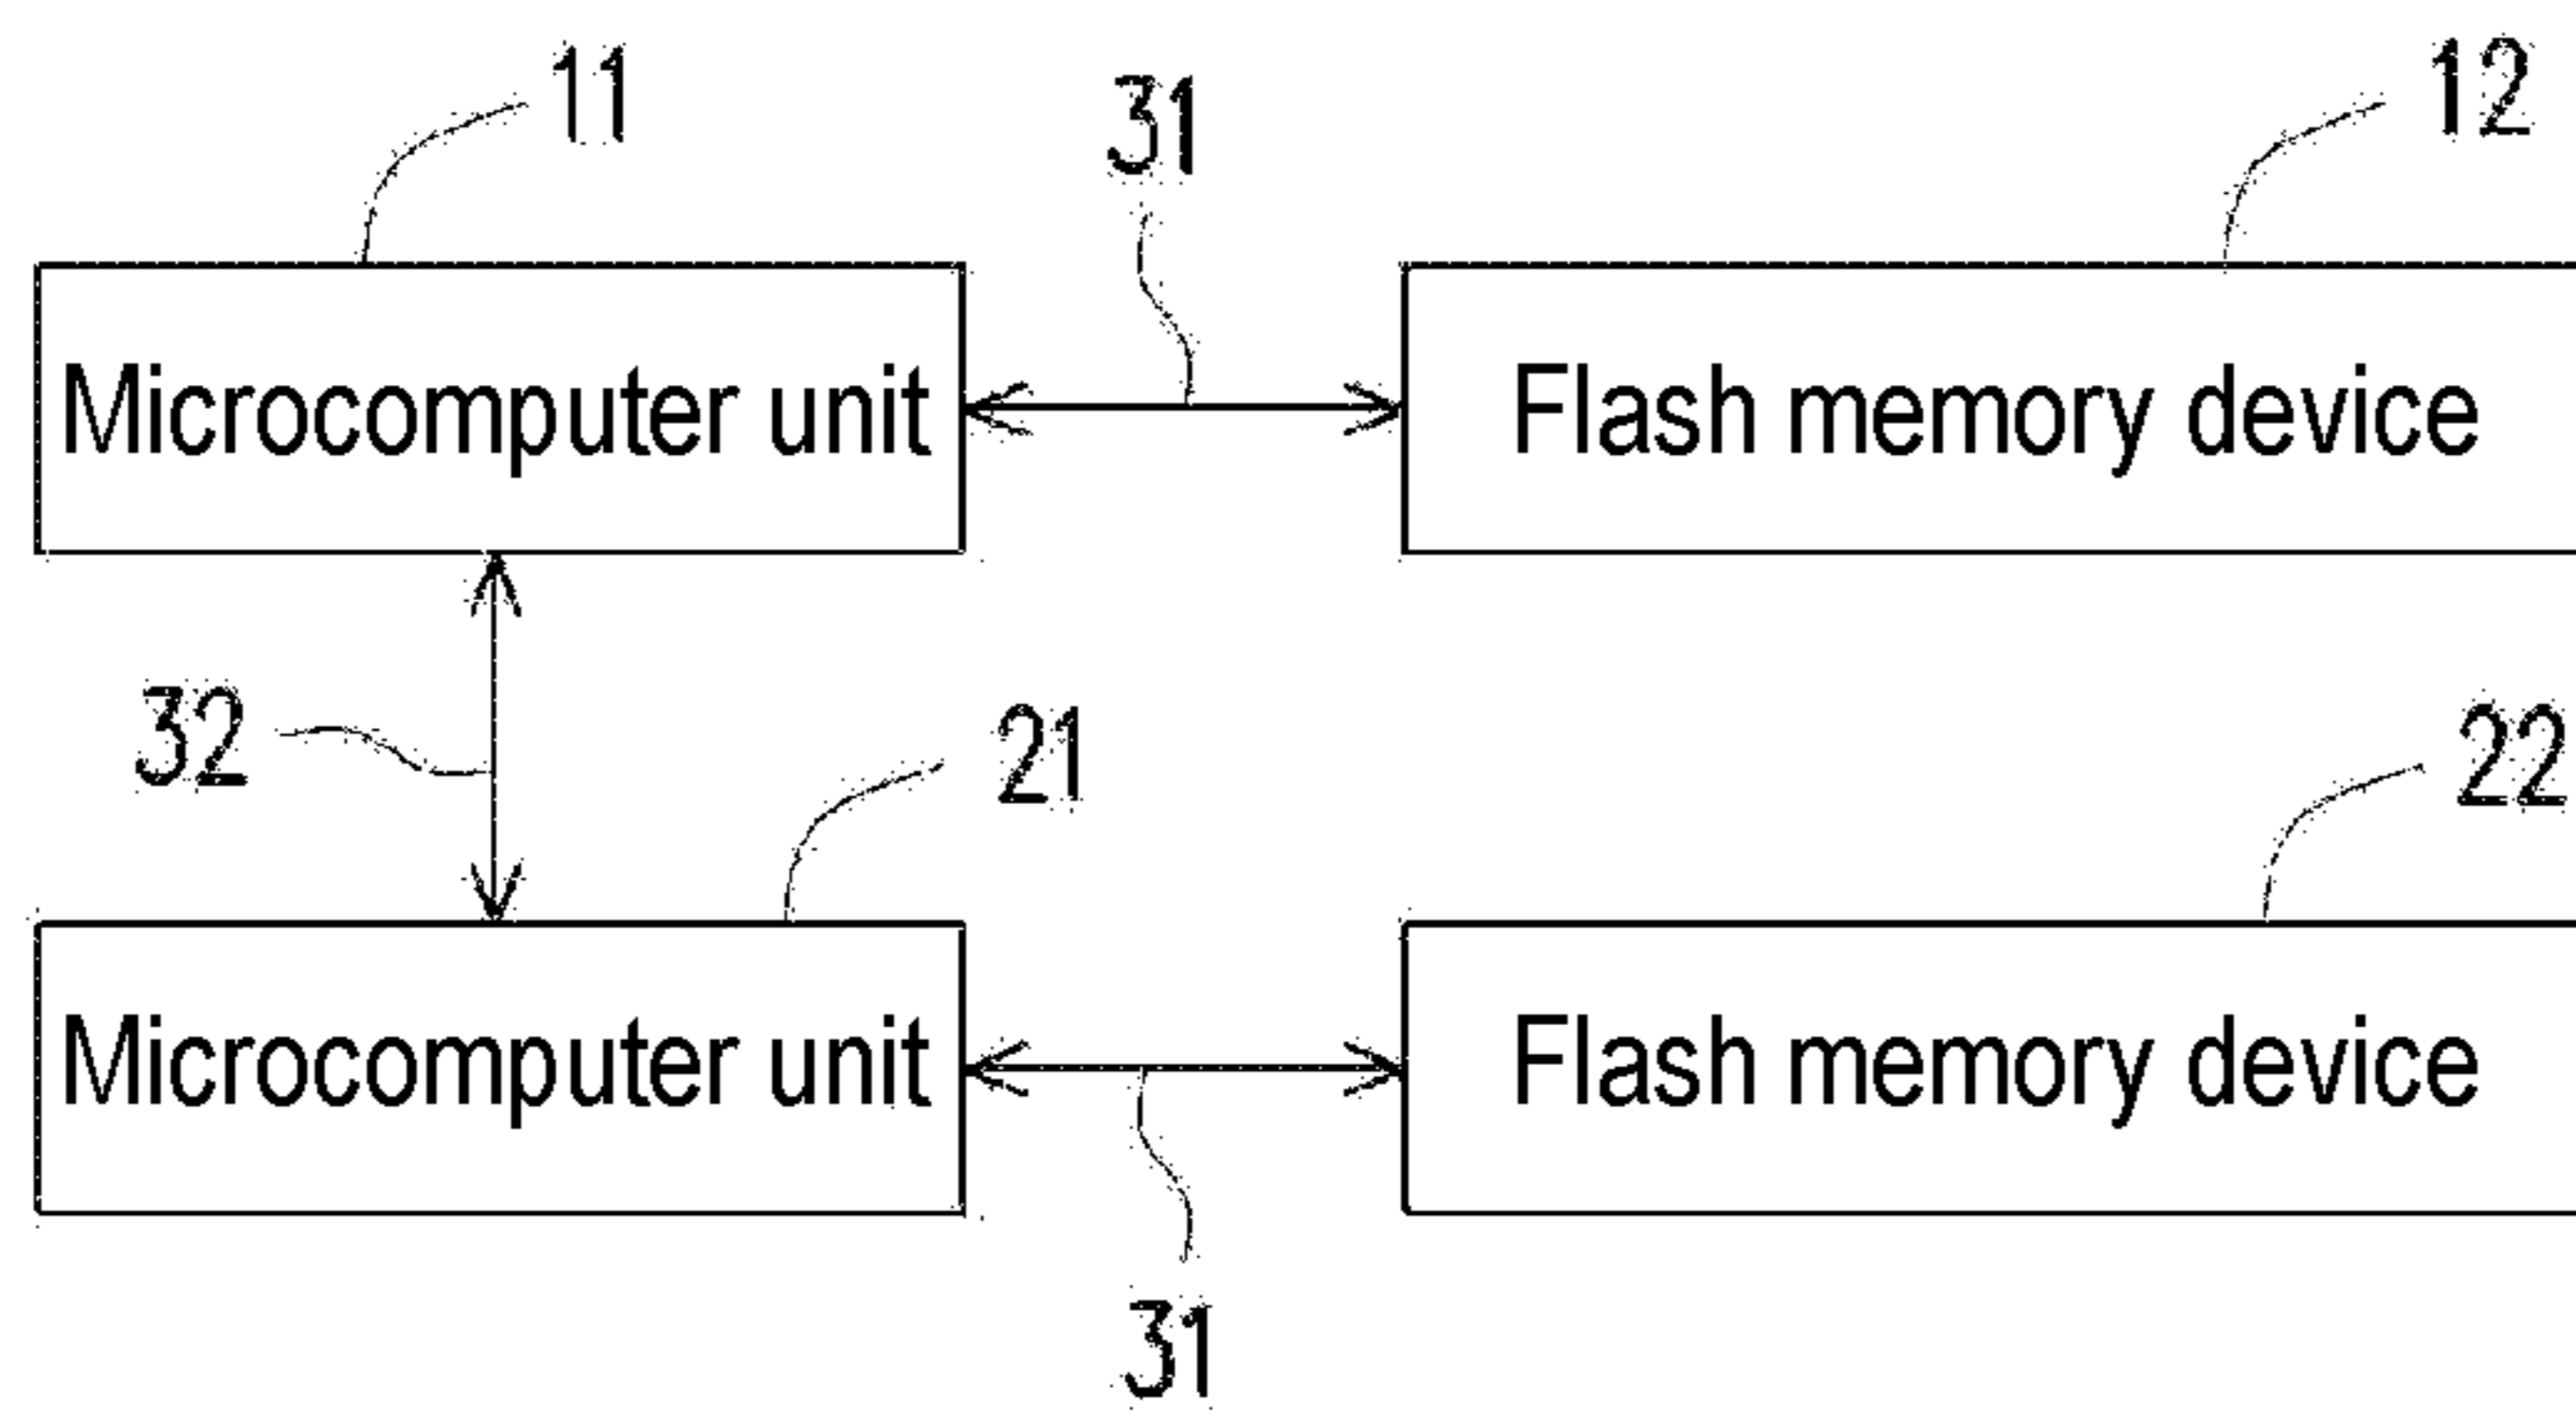 11
31
12
Microcomputer unit
Flash memory device
32
21
22
Microcomputer unit
Flash memory device
31